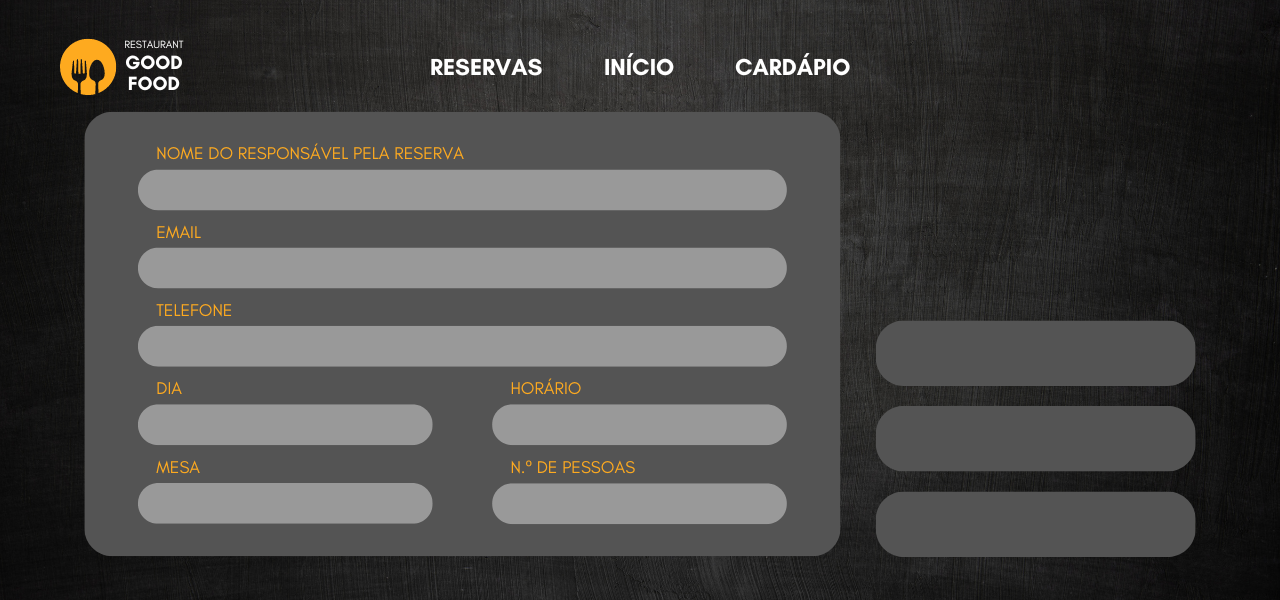 RESTAURANT
GOOD
FOOD
RESERVAS INÍCIO CARDÁPIO
NOME DO RESPONSÁVEL PELA RESERVA
EMAIL
TELEFONE
DIA HORÁRIO
MESA N.º DE PESSOAS